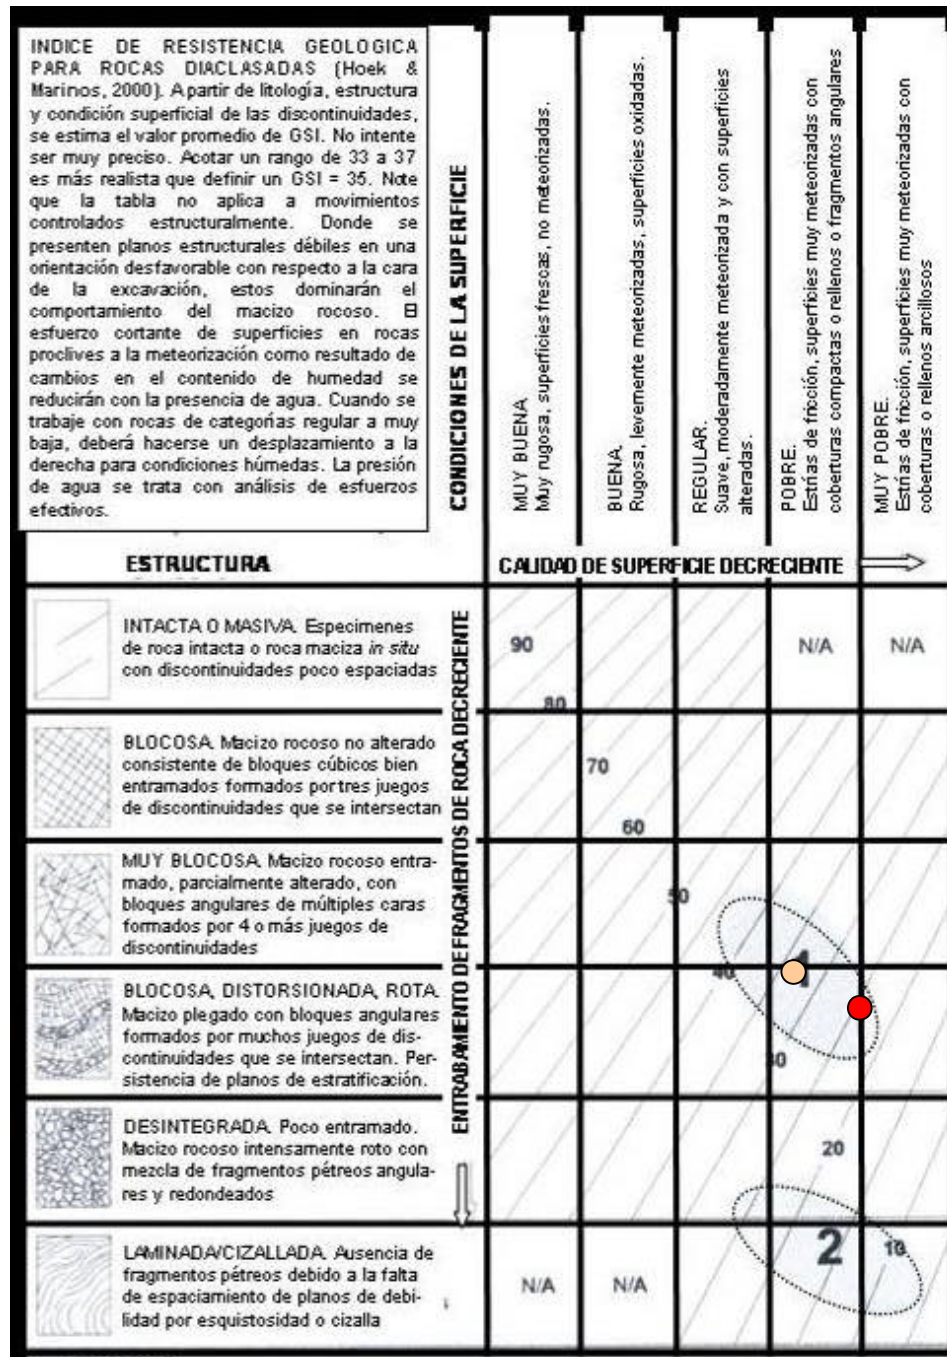 INDICE DE RESISTENCIA GEOLOGICA
PARA ROCAS DIACLASADAS (Hoek &
Marinos, 2000). A partir de litología, estructura
y condición superficial de las discontinuidades,
se estima el valor promedio de GSI. No intente
ser muy preciso. Acotar un rango de 33 a 37
es más realista que definir un GSI = 35. Note
que la tabla no aplica a movimientos
controlados estructuralmente. Donde se
presenten planos estructurales débiles en una
orientación desfavorable con respecto a la cara
de la excavación, estos dominarán el
comportamiento del macizo rocoso. El
esfuerzo cortante de superficies en rocas
proclives a la meteorización como resultado de
cambios en el contenido de humedad se
reducirán con la presencia de agua. Cuando se
trabaje con rocas de categorías regular a muy
baja, deberá hacerse un desplazamiento a la
derecha para condiciones húmedas. La presión
de agua se trata con análisis de esfuerzos
efectivos.
CONDICIONES DE LA SUPERFICIE
MUY BUENA
Muy rugosa, superficies frescas, no meteorizadas.
BUENA.
Rugosa, levemente meteorizadas, superficies oxidadas.
REGULAR.
Suave, moderadamente meteorizada y con superficies
alteradas.
POBRE.
Estrías de fricción, superficies muy meteorizadas con
coberturas compactas o rellenos o fragmentos angulares
MUY POBRE.
Estrías de fricción, superficies muy meteorizadas con
coberturas o rellenos arcillosos
ESTRUCTURA
CALIDAD DE SUPERFICIE DECRECIENTE
ENTRABAMIENTO DE FRAGMENTOS DE ROCA DECRECIENTE
INTACTA O MASIVA. Especimenes
de roca intacta o roca maciza in situ
con discontinuidades poco espaciadas
90
80
N/A
N/A
BLOCOSA. Macizo rocoso no alterado
consistente de bloques cúbicos bien
entramados formados por tres juegos
de discontinuidades que se intersectan
70
60
MUY BLOCOSA. Macizo rocoso entra-
mado, parcialmente alterado, con
bloques angulares de múltiples caras
formados por 4 o más juegos de
discontinuidades
50
40
1
BLOCOSA, DISTORSIONADA, ROTA.
Macizo plegado con bloques angulares
formados por muchos juegos de dis-
continuidades que se intersectan. Per-
sistencia de planos de estratificación.
30
DESINTEGRADA. Poco entramado.
Macizo rocoso intensamente roto con
mezcla de fragmentos pétreos angula-
res y redondeados
20
LAMINADA/CIZALLADA. Ausencia de
fragmentos pétreos debido a la falta
de espaciamiento de planos de debi-
lidad por esquistosidad o cizalla
N/A
N/A
2
10